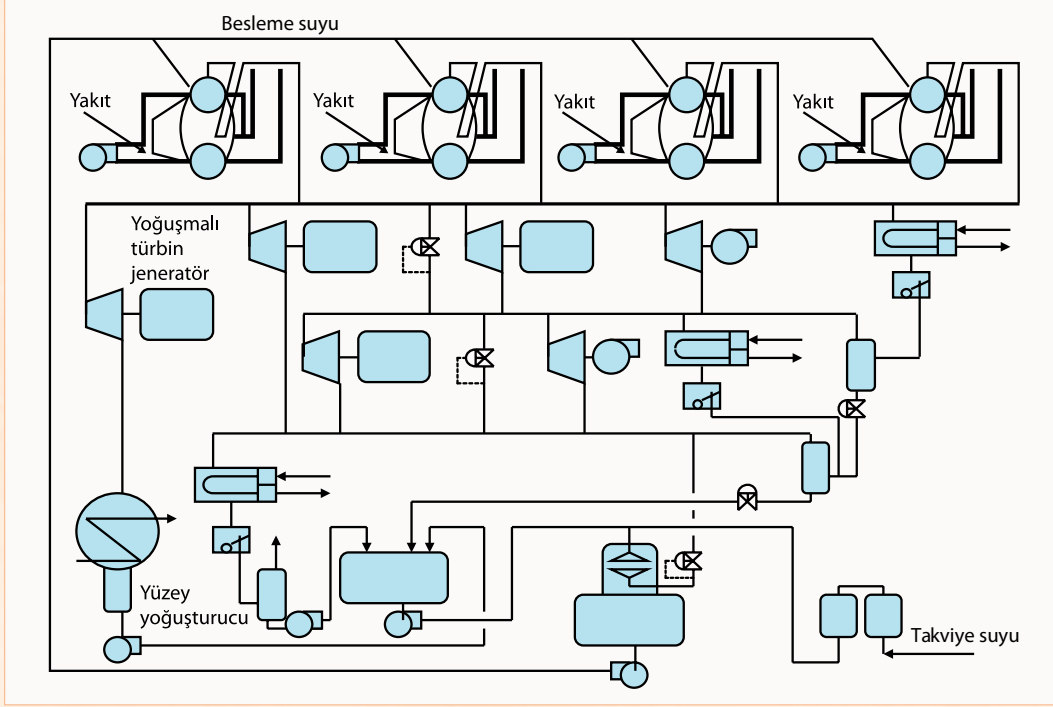 Besleme suyu
Yakıt
Yakıt
Yakıt
Yakıt
Yoğuşmalı
türbin
jeneratör
Yüzey
yoğuşturucu
Takviye suyu